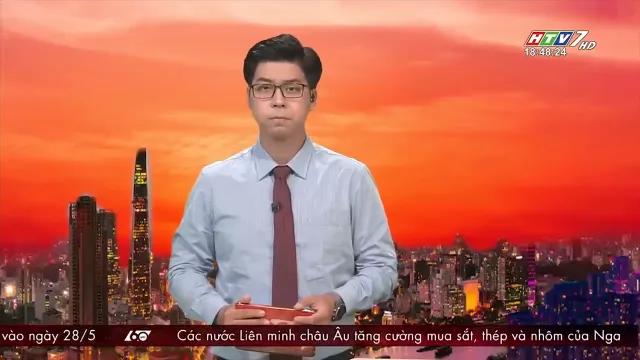 HTV7 HD
18:48:24
vào ngày 28/5 60 Các nước Liên minh châu Âu tăng cường mua sắt, thép và nhôm của Nga